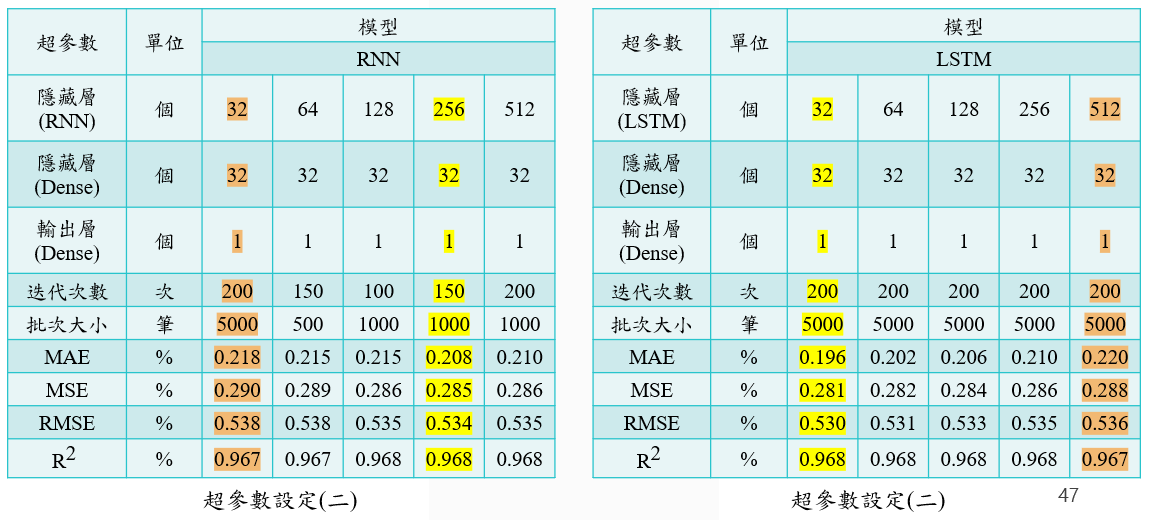 超參數 單位 模型
RNN
隱藏層
(RNN) 個 32 64 128 256 512
隱藏層
(Dense) 個 32 32 32 32 32
輸出層
(Dense) 個 1 1 1 1 1
迭代次數 次 200 150 100 150 200
批次大小 筆 5000 500 1000 1000 1000
MAE % 0.218 0.215 0.215 0.208 0.210
MSE % 0.290 0.289 0.286 0.285 0.286
RMSE % 0.538 0.538 0.535 0.534 0.535
R2 % 0.967 0.967 0.968 0.968 0.968
超參數設定(二)
超參數 單位 模型
LSTM
隱藏層
(LSTM) 個 32 64 128 256 512
隱藏層
(Dense) 個 32 32 32 32 32
輸出層
(Dense) 個 1 1 1 1 1
迭代次數 次 200 200 200 200 200
批次大小 筆 5000 5000 5000 5000 5000
MAE % 0.196 0.202 0.206 0.210 0.220
MSE % 0.281 0.282 0.284 0.286 0.288
RMSE % 0.530 0.531 0.533 0.535 0.536
R2 % 0.968 0.968 0.968 0.968 0.967
超參數設定(二)
47